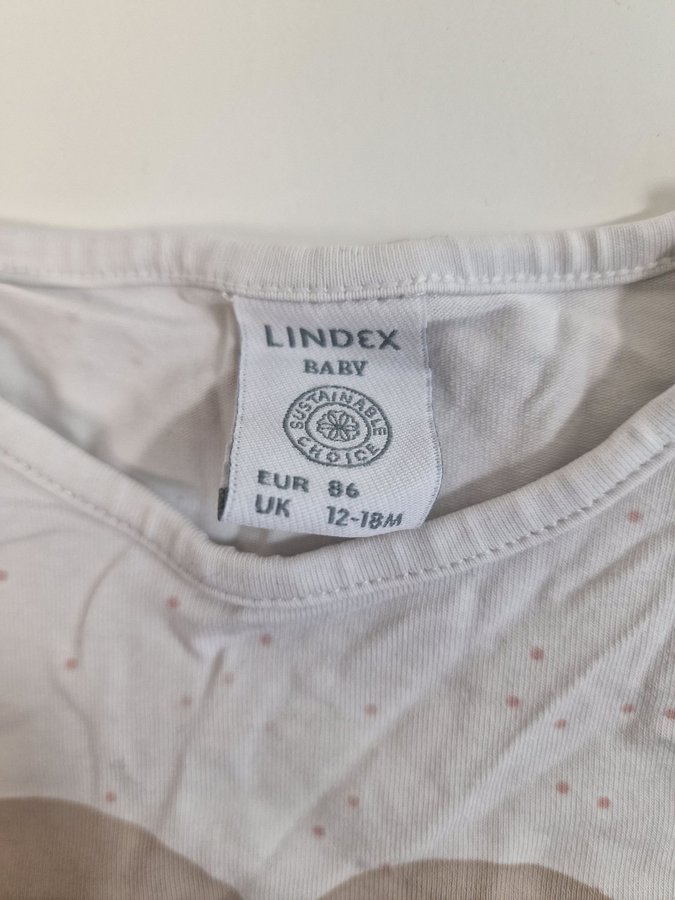 LINDEX
BABY
SUSTAINABLE
CHOICE
EUR 86
UK 12-18M